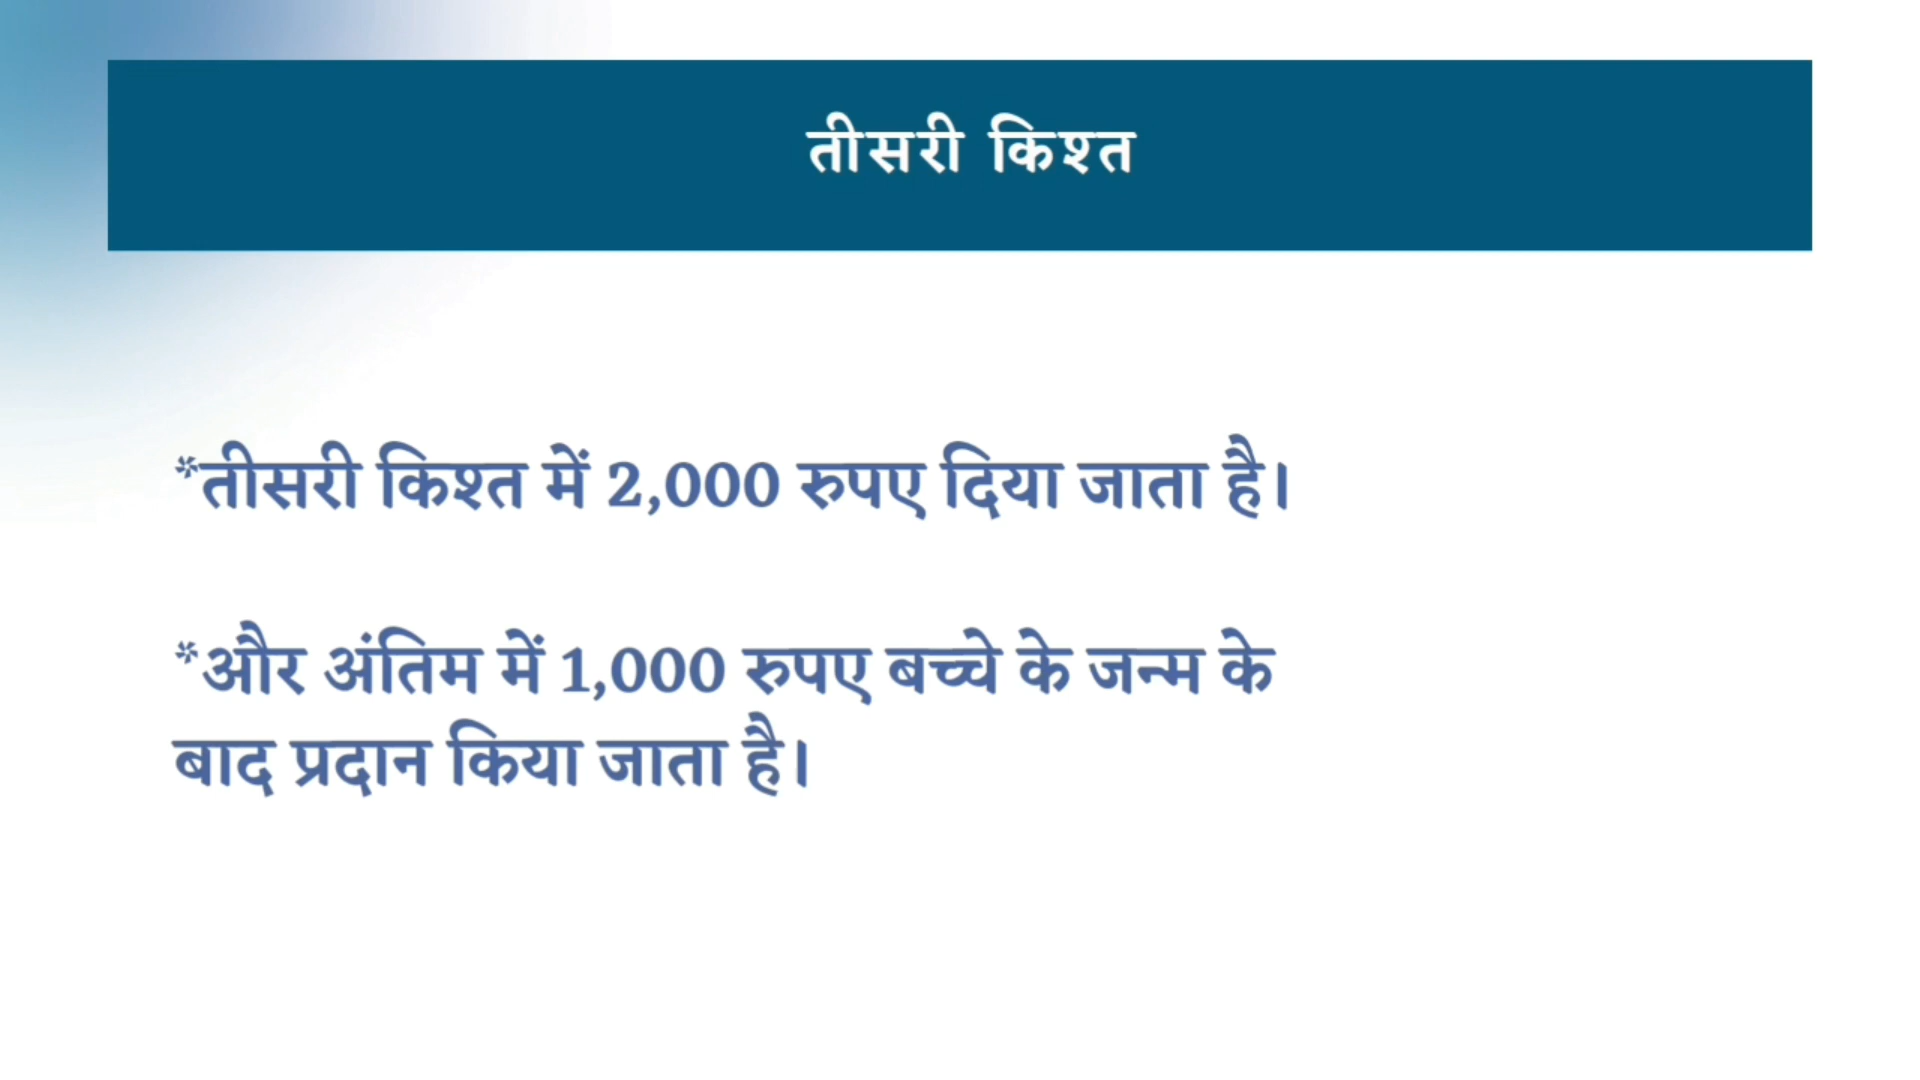 तीसरी किश्त
*तीसरी किश्त में 2,000 रुपए दिया जाता है।
*और अंतिम में 1,000 रुपए बच्चे के जन्म के
बाद प्रदान किया जाता है।